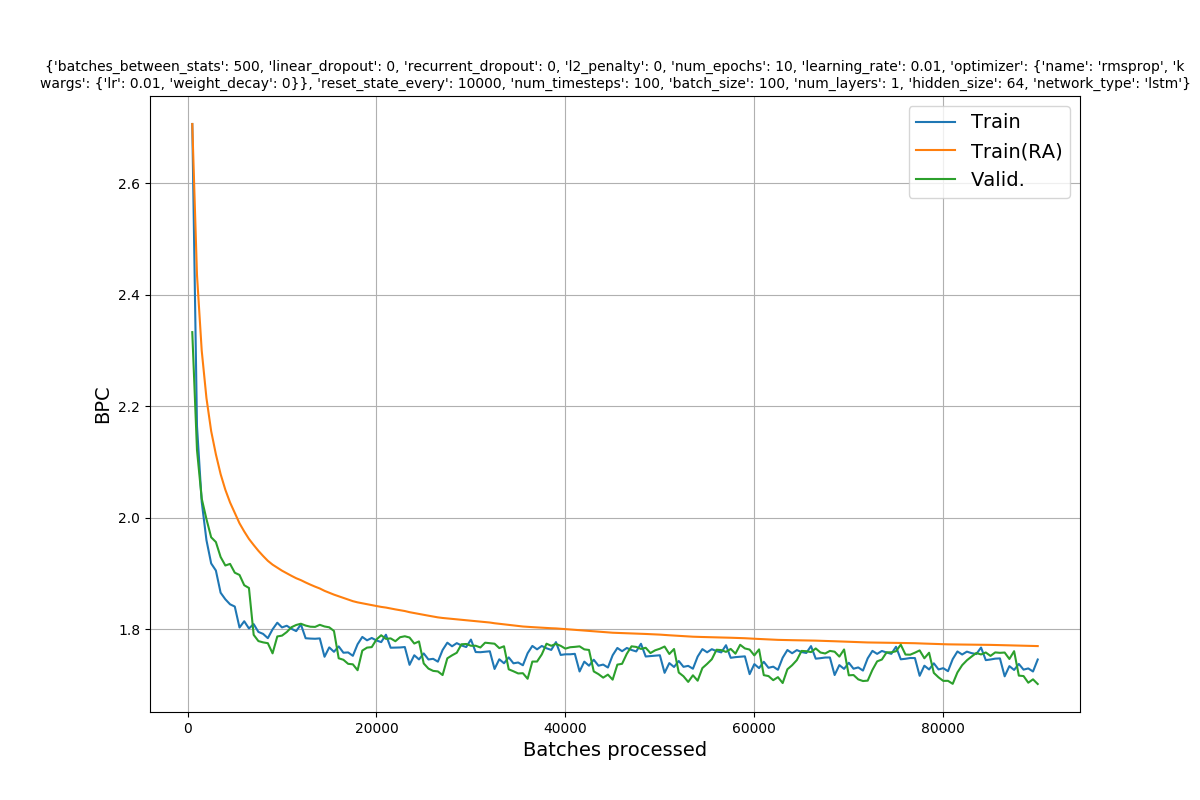 {'batches_between_stats': 500, 'linear_dropout': 0, 'recurrent_dropout': 0, 'l2_penalty': 0, 'num_epochs': 10, 'learning_rate': 0.01, 'optimizer': {'name': 'rmsprop', 'k
wargs': {'lr': 0.01, 'weight_decay': 0}}, 'reset_state_every': 10000, 'num_timesteps': 100, 'batch_size': 100, 'num_layers': 1, 'hidden_size': 64, 'network_type': 'lstm'}
Train
Train(RA)
Valid.
2.6
2.4
2.2
2.0
1.8
BPC
0 20000 40000 60000 80000
Batches processed